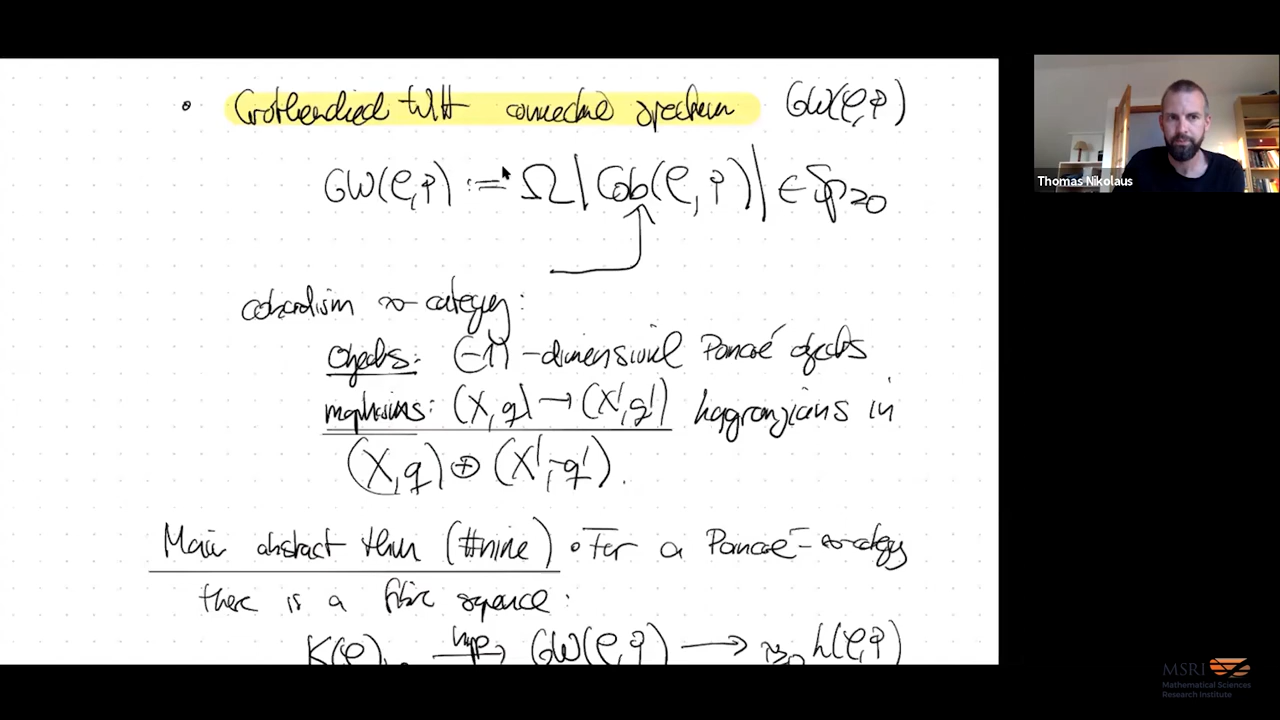 • Grothendieck Witt connective spectrum GW(C,Ϙ)
GW(C,Ϙ) := Ω|Cob(C,Ϙ)| ∈ Sp≥0
cobordism ∞-category:
Objects: (-1)-dimensional Poincaré objects
morphisms: (X,q) → (X',q') Lagrangians in
(X,q) ⊕ (X',-q').
Main abstract thm (#nine) • For a Poincaré-∞-category
there is a fibre sequence:
K(C) hyp→ GW(C,Ϙ) → L(C,Ϙ)
Thomas Nikolaus
MSRI
Mathematical Sciences
Research Institute